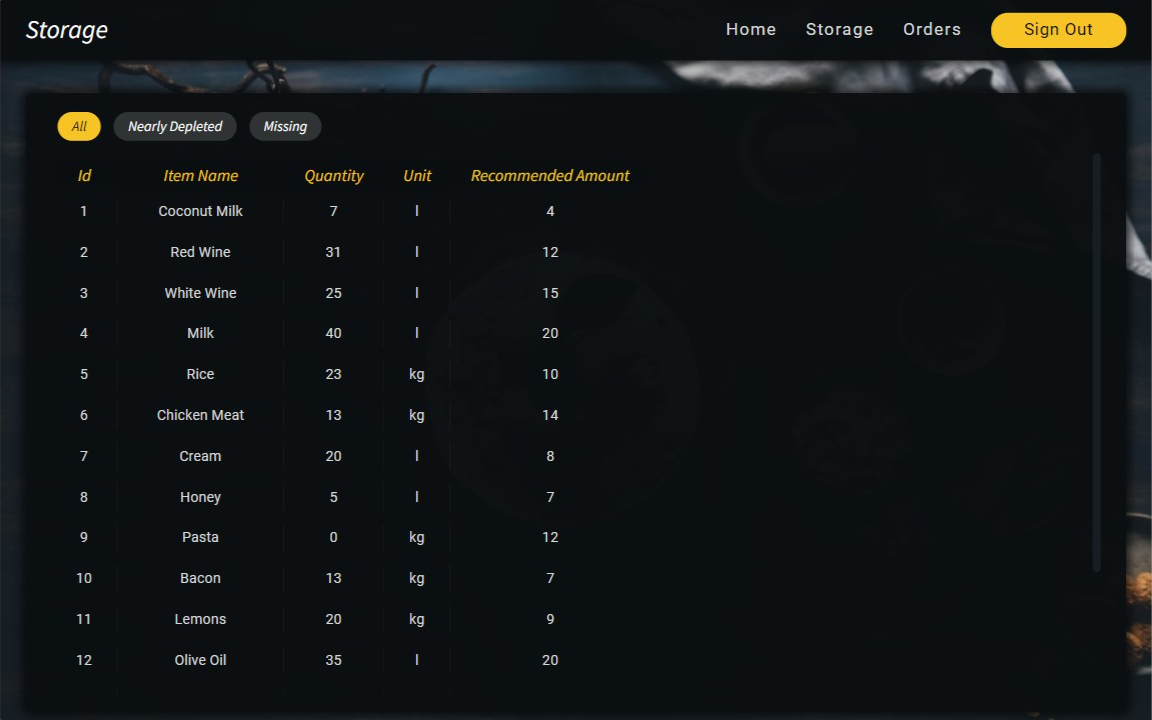 Storage Home Storage Orders Sign Out
All Nearly Depleted Missing
Id Item Name Quantity Unit Recommended Amount
1 Coconut Milk 7 l 4
2 Red Wine 31 l 12
3 White Wine 25 l 15
4 Milk 40 l 20
5 Rice 23 kg 10
6 Chicken Meat 13 kg 14
7 Cream 20 l 8
8 Honey 5 l 7
9 Pasta 0 kg 12
10 Bacon 13 kg 7
11 Lemons 20 kg 9
12 Olive Oil 35 l 20